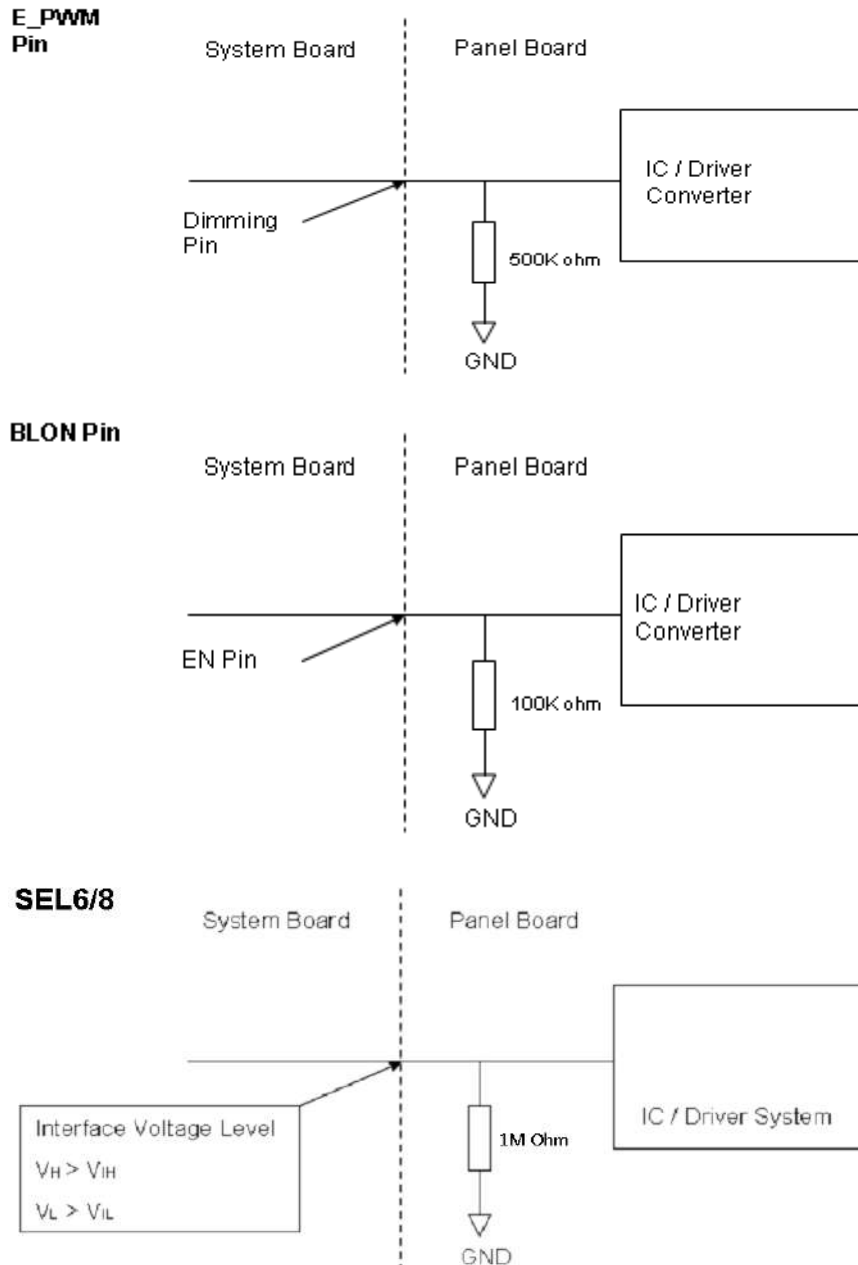 E_PWM
Pin
System Board
Panel Board
IC / Driver
Converter
Dimming
Pin
500K ohm
GND
BLON Pin
System Board
Panel Board
IC / Driver
Converter
EN Pin
100K ohm
GND
SEL6/8
System Board
Panel Board
Interface Voltage Level
VH > VIH
VL > VIL
1M Ohm
IC / Driver System
GND